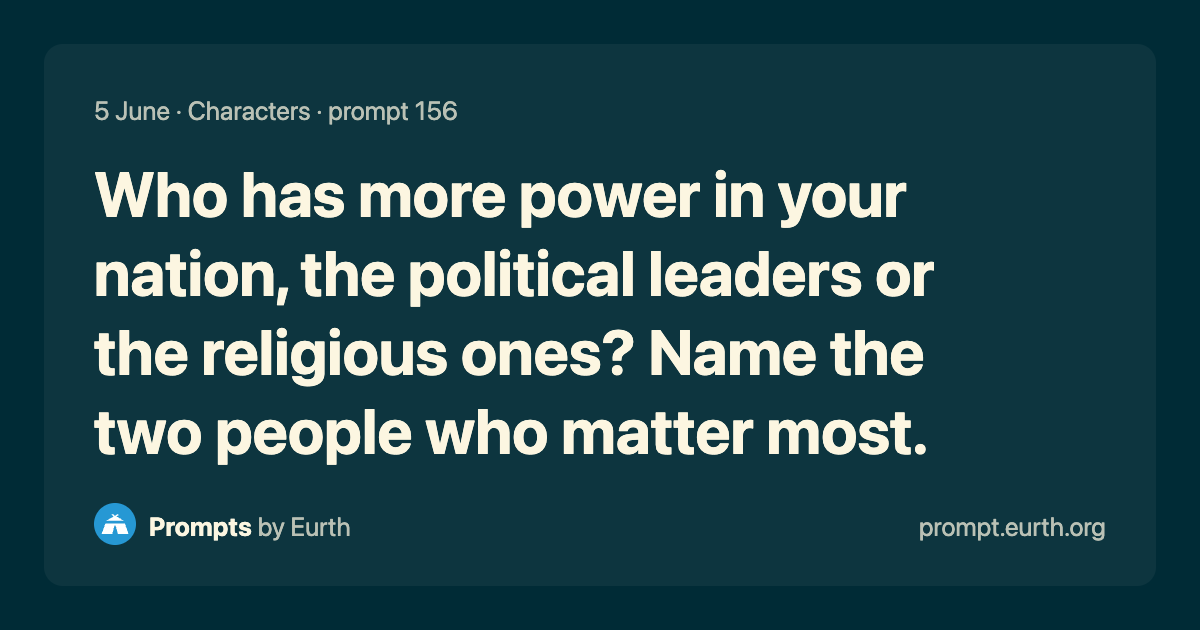 5 June · Characters · prompt 156
Who has more power in your
nation, the political leaders or
the religious ones? Name the
two people who matter most.
Prompts by Eurth
prompt.eurth.org